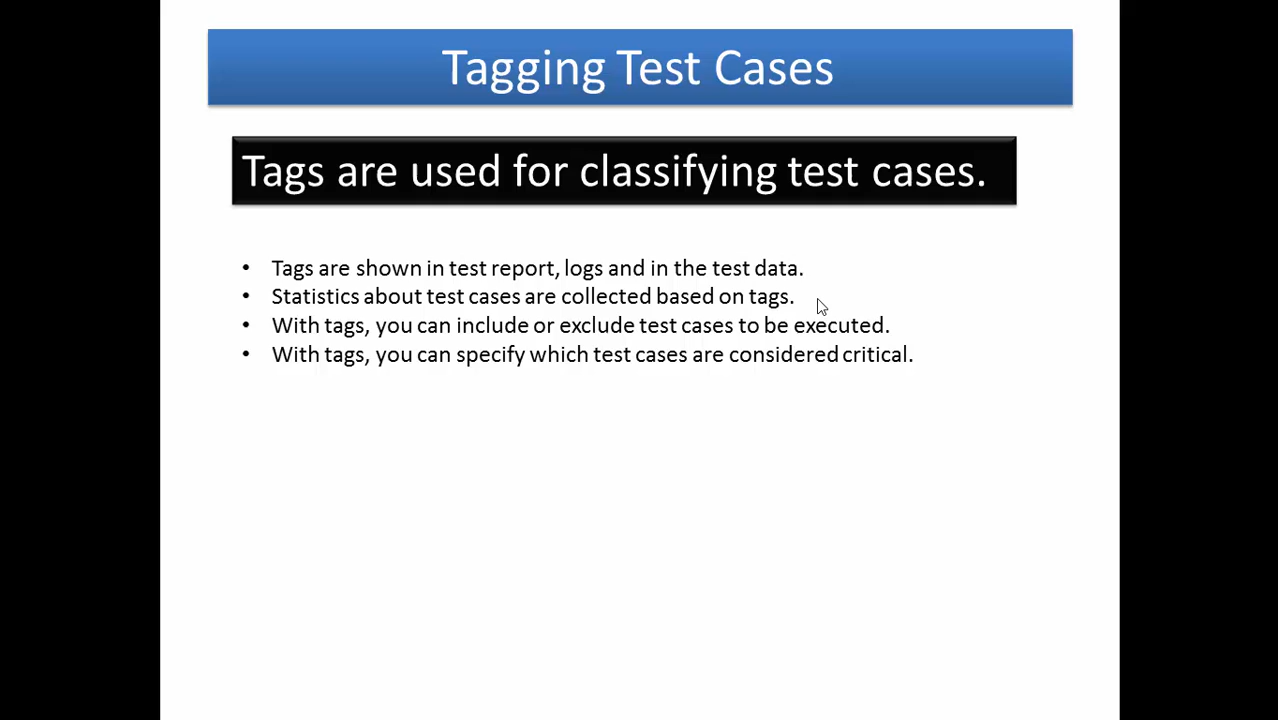 Tagging Test Cases
Tags are used for classifying test cases.
• Tags are shown in test report, logs and in the test data.
• Statistics about test cases are collected based on tags.
• With tags, you can include or exclude test cases to be executed.
• With tags, you can specify which test cases are considered critical.